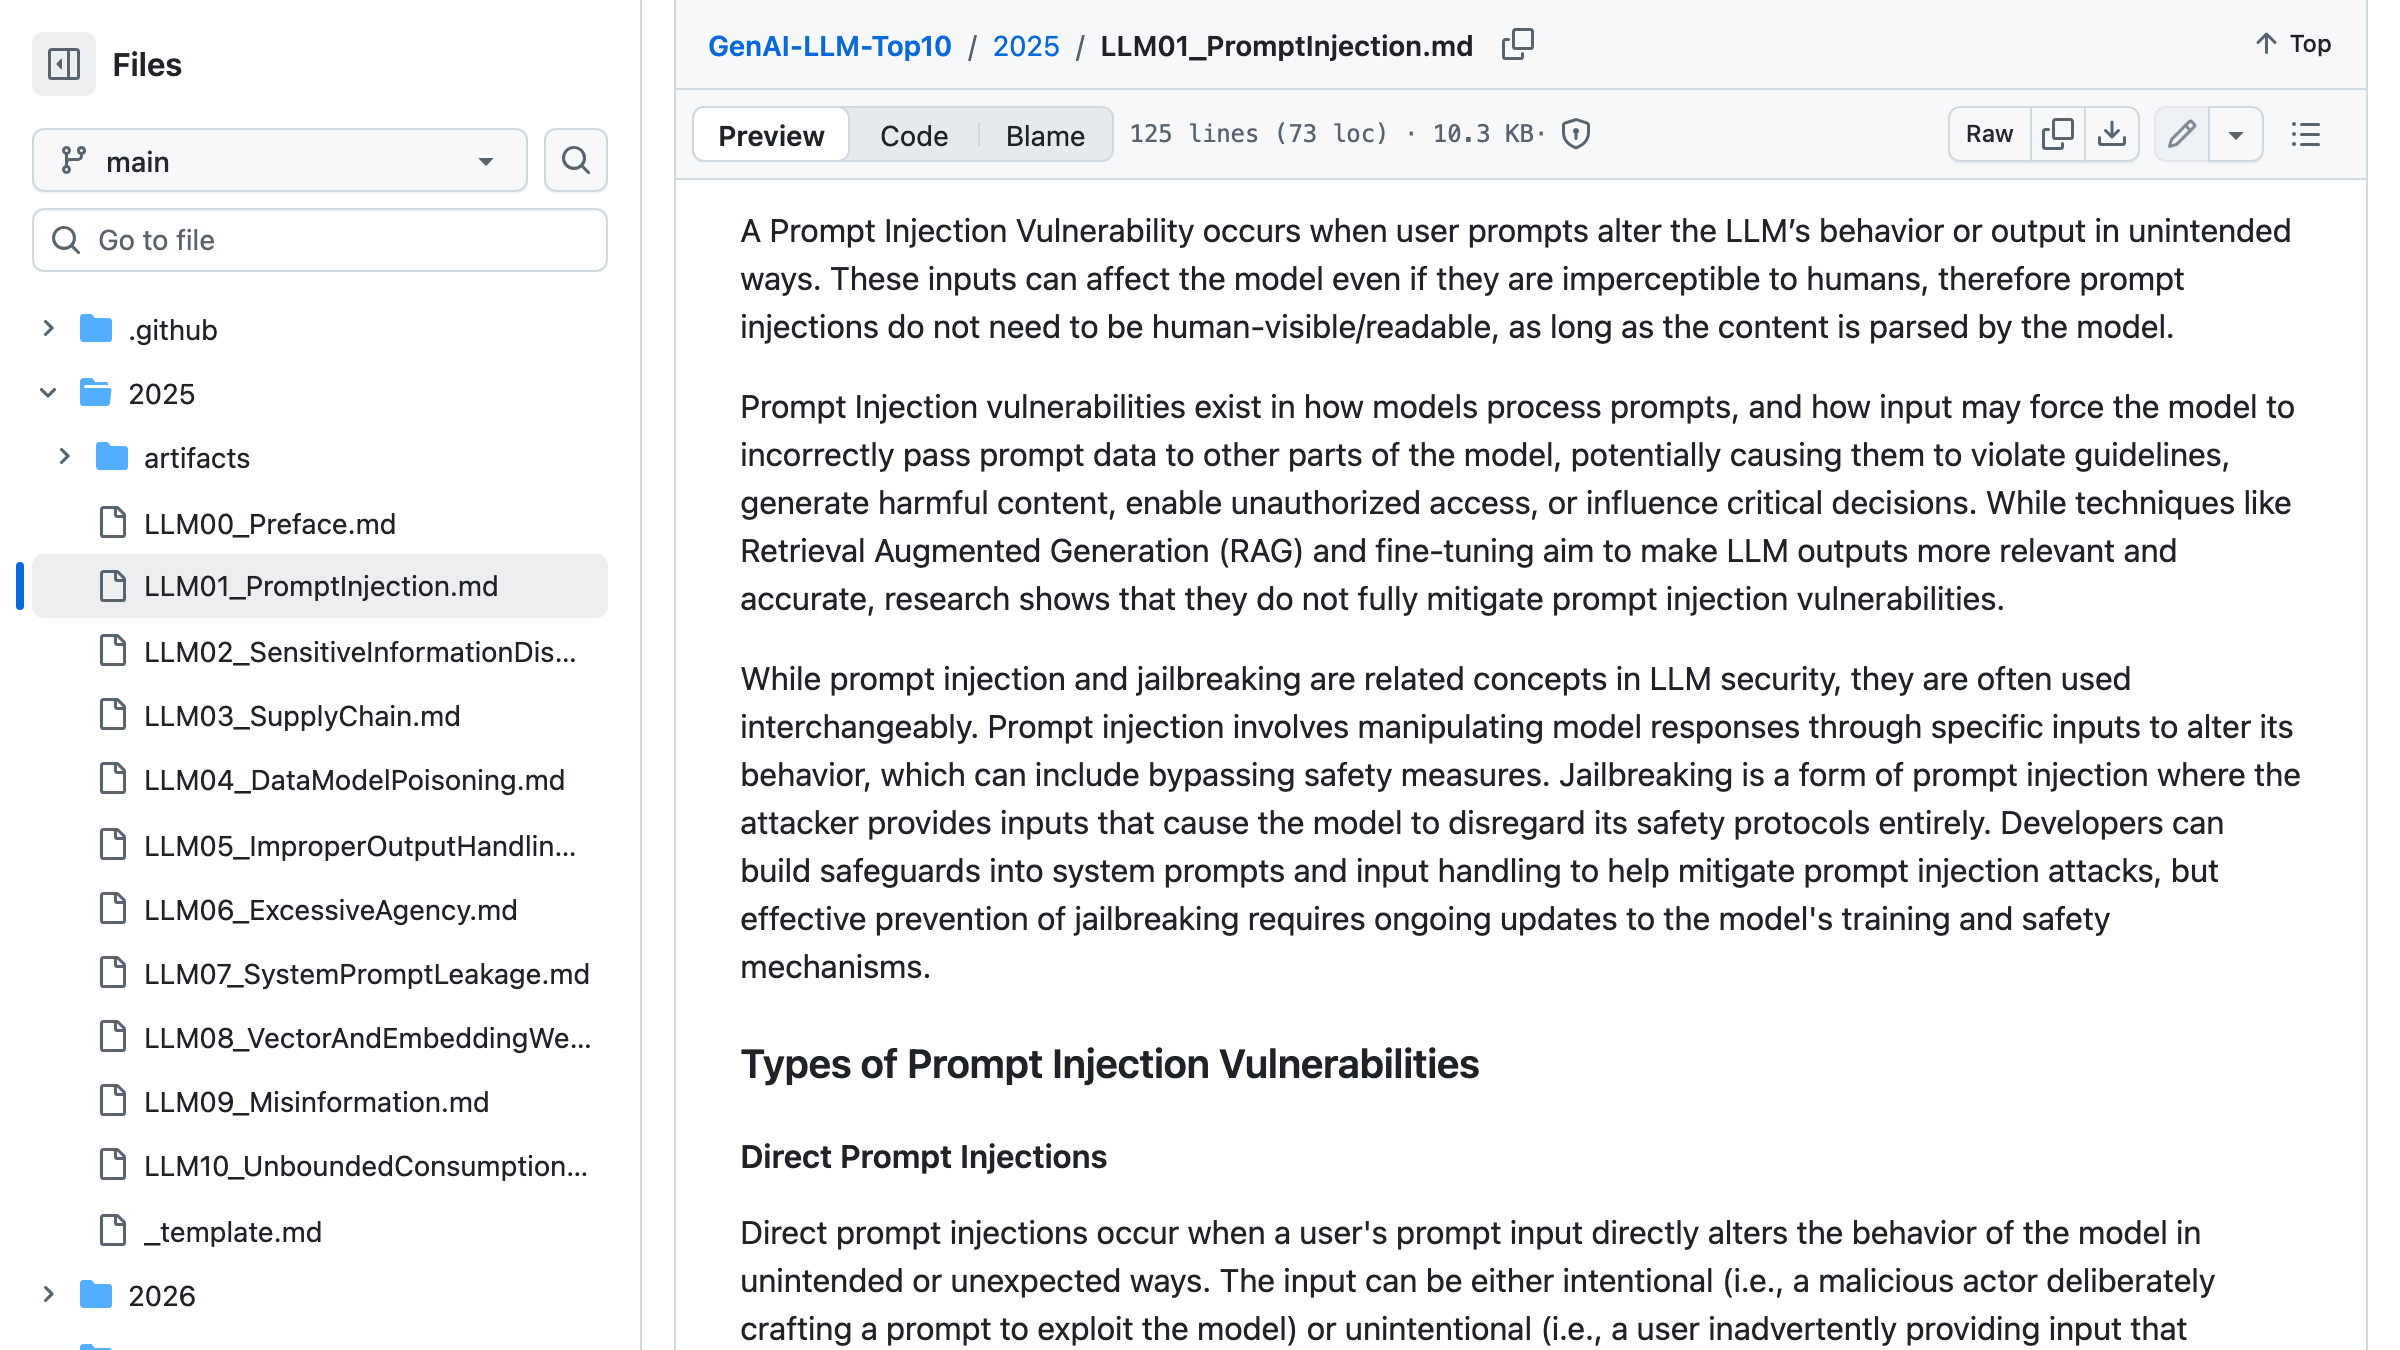 Files
main
Go to file
.github
2025
artifacts
LLM00_Preface.md
LLM01_PromptInjection.md
LLM02_SensitiveInformationDis...
LLM03_SupplyChain.md
LLM04_DataModelPoisoning.md
LLM05_ImproperOutputHandlin...
LLM06_ExcessiveAgency.md
LLM07_SystemPromptLeakage.md
LLM08_VectorAndEmbeddingWe...
LLM09_Misinformation.md
LLM10_UnboundedConsumption...
_template.md
2026
GenAI-LLM-Top10 / 2025 / LLM01_PromptInjection.md
Top
Preview Code Blame 125 lines (73 loc) · 10.3 KB· Raw
A Prompt Injection Vulnerability occurs when user prompts alter the LLM’s behavior or output in unintended
ways. These inputs can affect the model even if they are imperceptible to humans, therefore prompt
injections do not need to be human-visible/readable, as long as the content is parsed by the model.
Prompt Injection vulnerabilities exist in how models process prompts, and how input may force the model to
incorrectly pass prompt data to other parts of the model, potentially causing them to violate guidelines,
generate harmful content, enable unauthorized access, or influence critical decisions. While techniques like
Retrieval Augmented Generation (RAG) and fine-tuning aim to make LLM outputs more relevant and
accurate, research shows that they do not fully mitigate prompt injection vulnerabilities.
While prompt injection and jailbreaking are related concepts in LLM security, they are often used
interchangeably. Prompt injection involves manipulating model responses through specific inputs to alter its
behavior, which can include bypassing safety measures. Jailbreaking is a form of prompt injection where the
attacker provides inputs that cause the model to disregard its safety protocols entirely. Developers can
build safeguards into system prompts and input handling to help mitigate prompt injection attacks, but
effective prevention of jailbreaking requires ongoing updates to the model's training and safety
mechanisms.
Types of Prompt Injection Vulnerabilities
Direct Prompt Injections
Direct prompt injections occur when a user's prompt input directly alters the behavior of the model in
unintended or unexpected ways. The input can be either intentional (i.e., a malicious actor deliberately
crafting a prompt to exploit the model) or unintentional (i.e., a user inadvertently providing input that